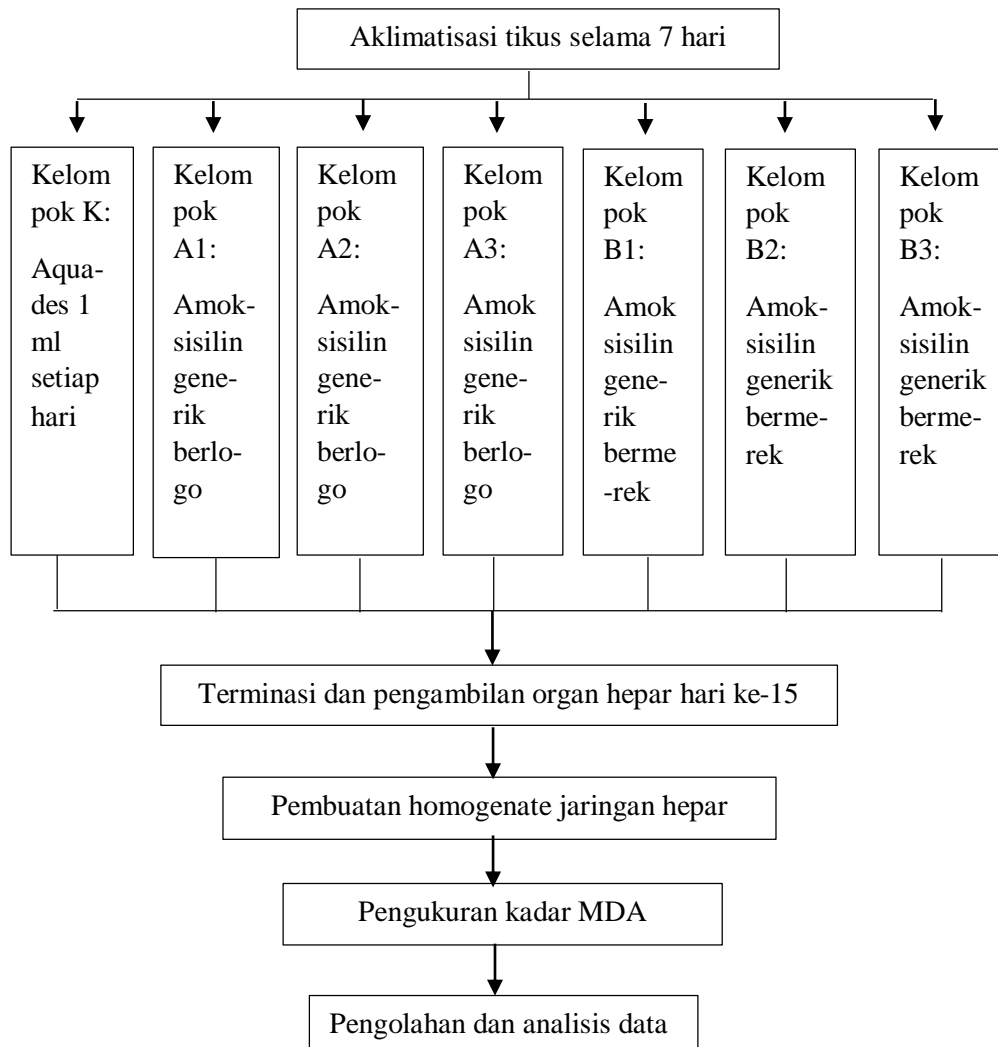 Aklimatisasi tikus selama 7 hari
Kelom
pok K:
Aqua-
des 1
ml
setiap
hari
Kelom
pok
A1:
Amok-
sisilin
gene-
rik
berlo-
go
Kelom
pok
A2:
Amok-
sisilin
gene-
rik
berlo-
go
Kelom
pok
A3:
Amok
sisilin
gene-
rik
berlo-
go
Kelom
pok
B1:
Amok
sisilin
gene-
rik
berme
-rek
Kelom
pok
B2:
Amok-
sisilin
generik
berme-
rek
Kelom
pok
B3:
Amok-
sisilin
generik
berme-
rek
Terminasi dan pengambilan organ hepar hari ke-15
Pembuatan homogenate jaringan hepar
Pengukuran kadar MDA
Pengolahan dan analisis data